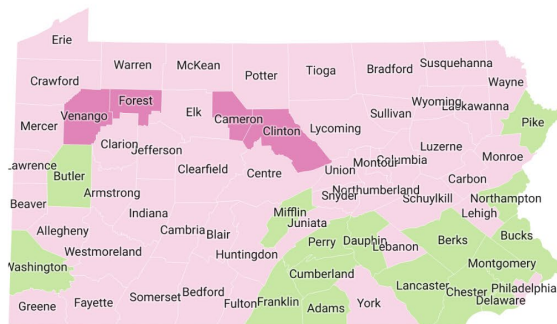 Erie
Warren
McKean
Potter
Tioga
Bradford
Susquehanna
Crawford
Wayne
Forest
Venango
Elk
Cameron
Clinton
Lycoming
Sullivan
Wyoming
Lackawanna
Pike
Mercer
Clarion
Jefferson
Clearfield
Centre
Union
Montour
Columbia
Luzerne
Monroe
Lawrence
Butler
Armstrong
Snyder
Northumberland
Carbon
Schuylkill
Northampton
Lehigh
Beaver
Indiana
Mifflin
Juniata
Allegheny
Cambria
Blair
Perry
Dauphin
Lebanon
Berks
Bucks
Westmoreland
Huntingdon
Montgomery
Washington
Cumberland
Lancaster
Chester
Philadelphia
Delaware
Greene
Fayette
Somerset
Bedford
Fulton
Franklin
Adams
York